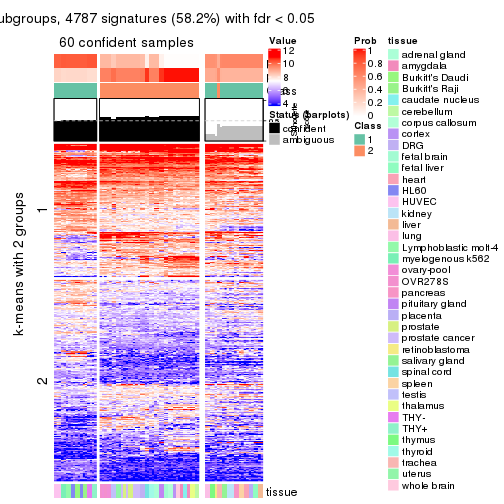 ubgroups, 4787 signatures (58.2%) with fdr < 0.05
60 confident samples
k-means with 2 groups
1
2
Value
12
10
8
6
4
Status (barplots)
confident
ambiguous
Prob
1
0.8
0.6
0.4
0.2
0
Class
1
2
tissue
tissue
adrenal gland
amygdala
Burkitt's Daudi
Burkitt's Raji
caudate nucleus
cerebellum
corpus callosum
cortex
DRG
fetal brain
fetal liver
heart
HL60
HUVEC
kidney
liver
lung
Lymphoblastic molt-4
myelogenous k562
ovary-pool
OVR278S
pancreas
pituitary gland
placenta
prostate
prostate cancer
retinoblastoma
salivary gland
spinal cord
spleen
testis
thalamus
THY-
THY+
thymus
thyroid
trachea
uterus
whole brain